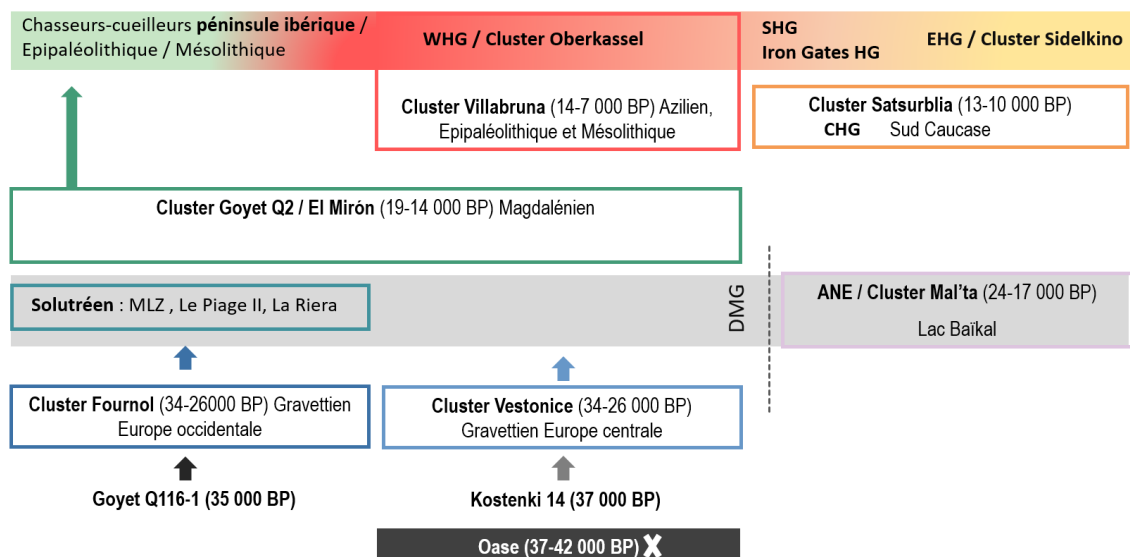 Chasseurs-cueilleurs péninsule ibérique /
Epipaléolithique / Mésolithique
WHG / Cluster Oberkassel
SHG
Iron Gates HG
EHG / Cluster Sidelkino
Cluster Villabruna (14-7 000 BP) Azilien,
Epipaléolithique et Mésolithique
Cluster Satsurblia (13-10 000 BP)
CHG Sud Caucase
Cluster Goyet Q2 / El Mirón (19-14 000 BP) Magdalénien
Solutréen : MLZ , Le Piage II, La Riera
DMG
ANE / Cluster Mal’ta (24-17 000 BP)
Lac Baïkal
Cluster Fournol (34-26000 BP) Gravettien
Europe occidentale
Cluster Vestonice (34-26 000 BP)
Gravettien Europe centrale
Goyet Q116-1 (35 000 BP)
Kostenki 14 (37 000 BP)
Oase (37-42 000 BP) X